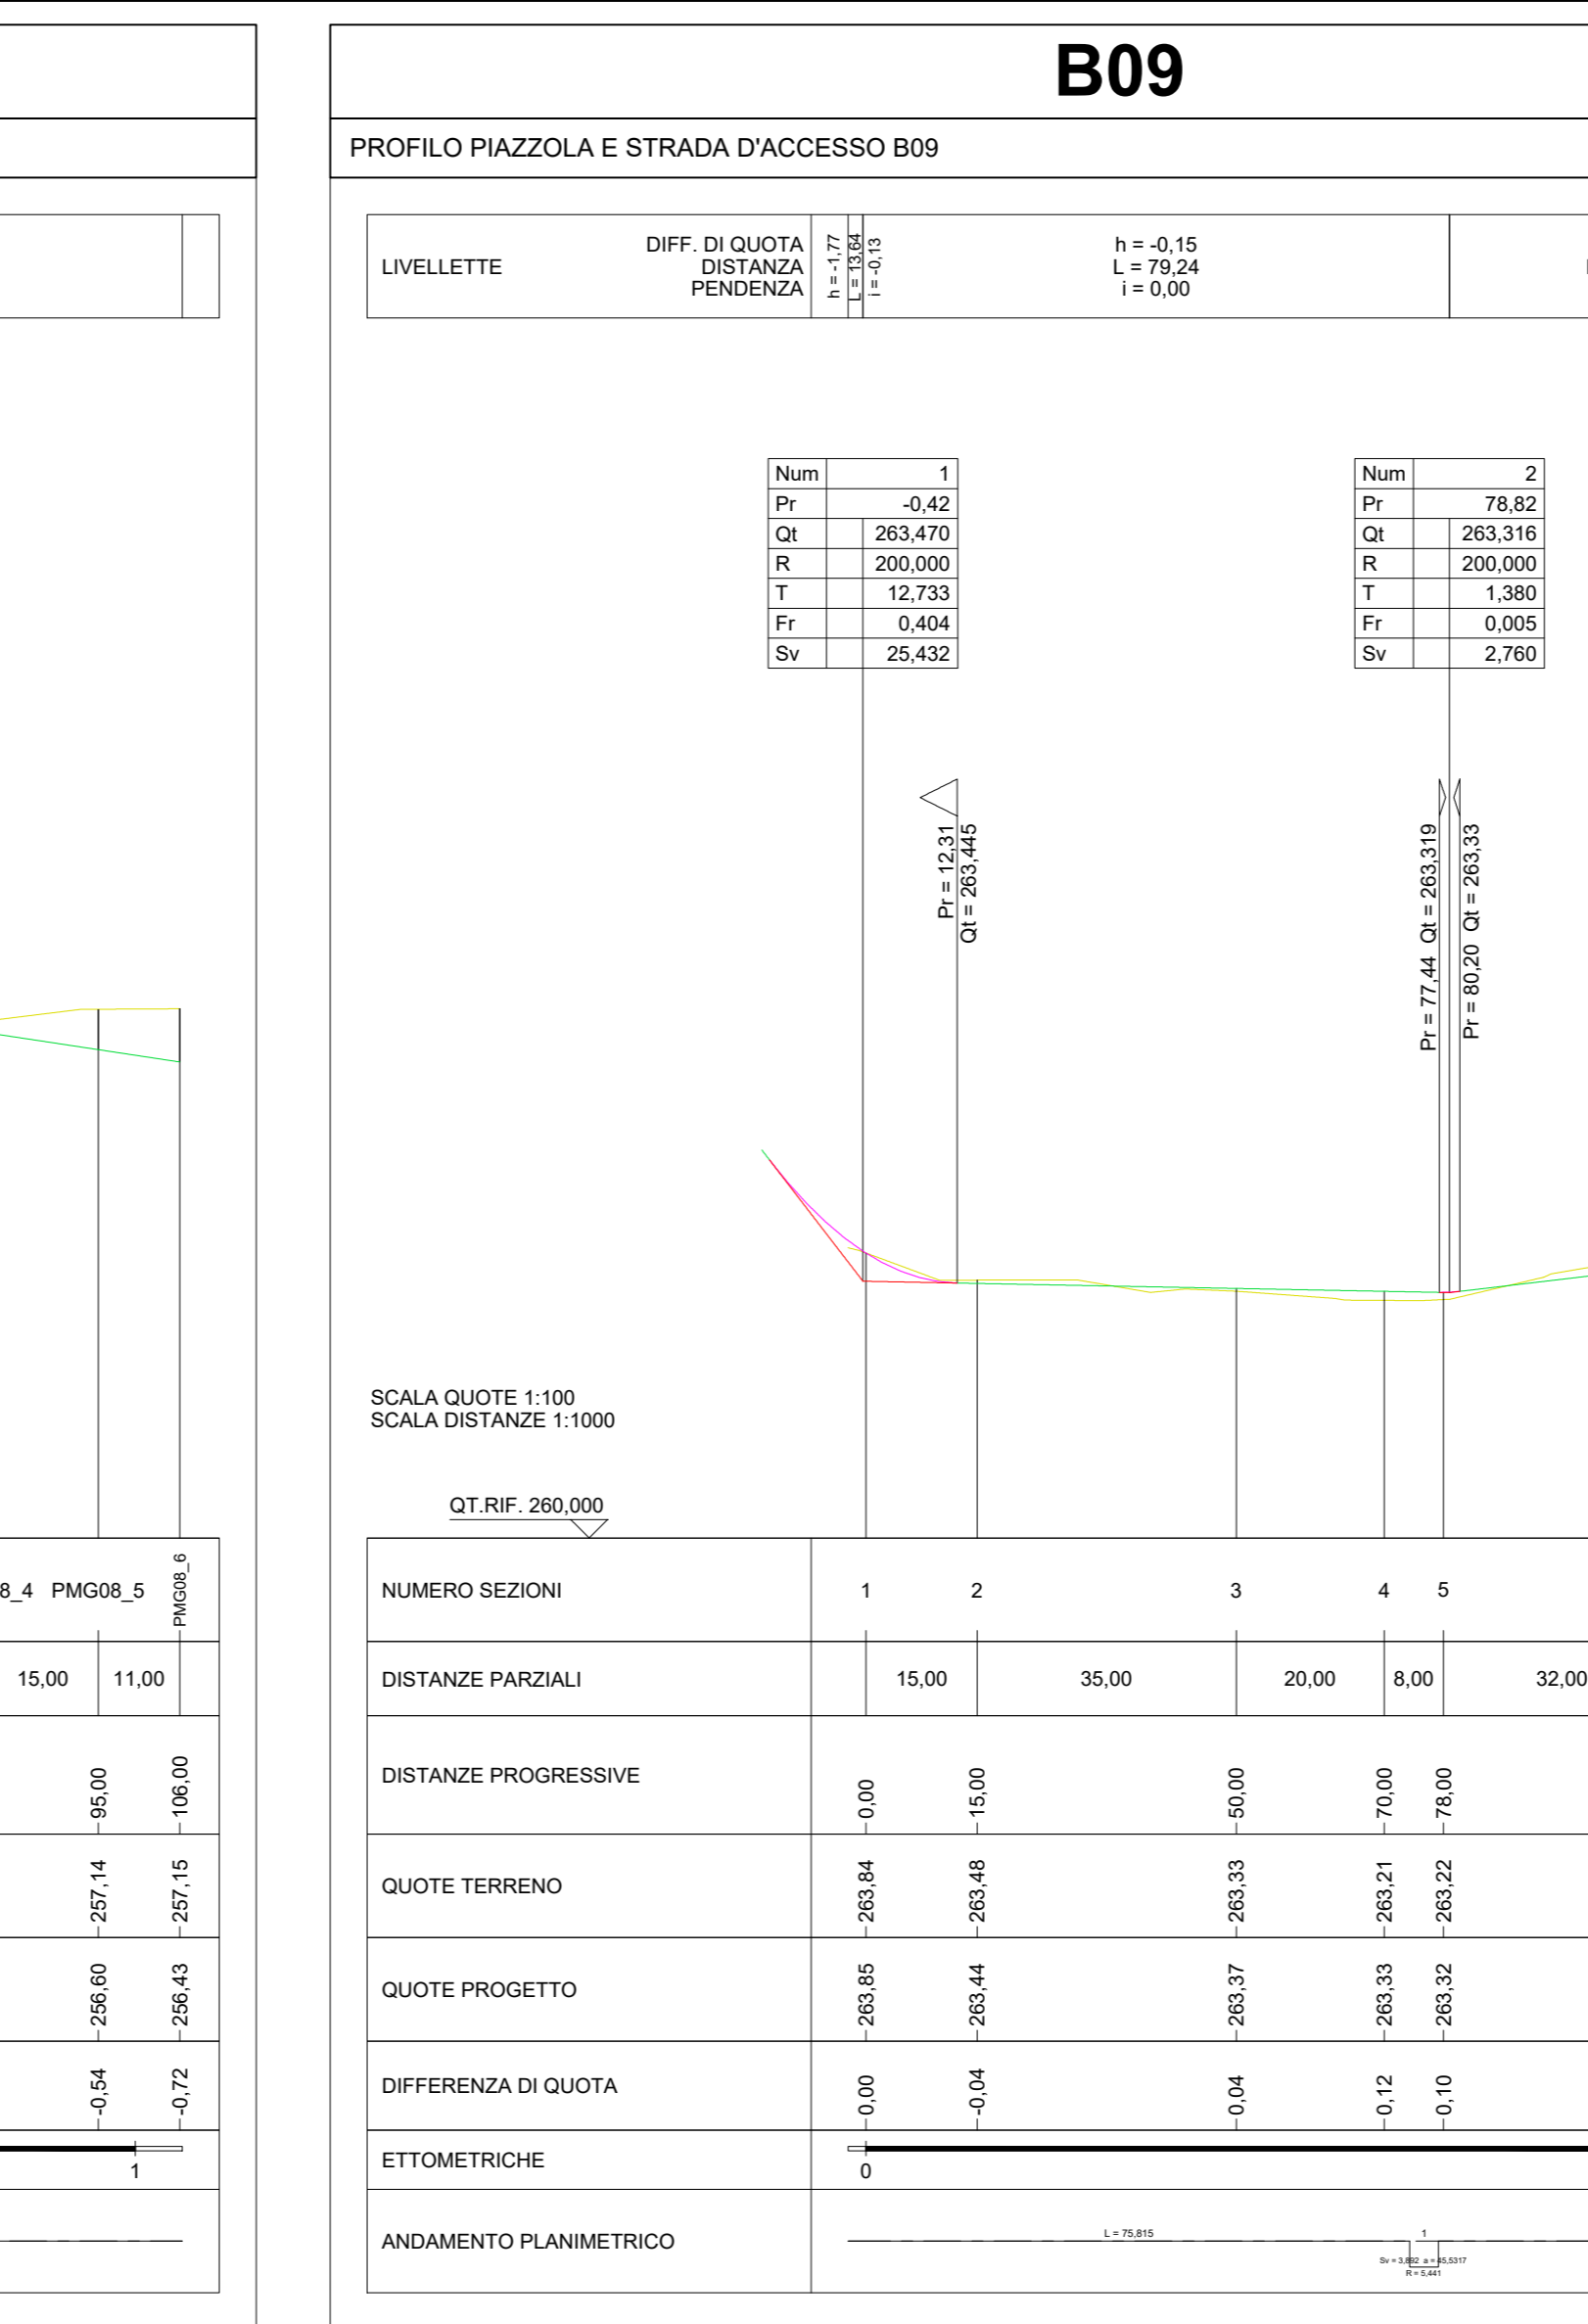 B09
PROFILO PIAZZOLA E STRADA D'ACCESSO B09
LIVELLETTE
DIFF. DI QUOTA
DISTANZA
PENDENZA
h = -1,77
L = 13,64
i = -0,13
h = -0,15
L = 79,24
i = 0,00
Num 1
Pr -0,42
Qt 263,470
R 200,000
T 12,733
Fr 0,404
Sv 25,432
Num 2
Pr 78,82
Qt 263,316
R 200,000
T 1,380
Fr 0,005
Sv 2,760
Pr = 12,31
Qt = 263,445
Pr = 77,44 Qt = 263,319
Pr = 80,20 Qt = 263,33
SCALA QUOTE 1:100
SCALA DISTANZE 1:1000
QT.RIF. 260,000
8_4 PMG08_5 PMG08_6
15,00 11,00
95,00 106,00
257,14 257,15
256,60 256,43
-0,54 -0,72
1
NUMERO SEZIONI 1 2 3 4 5
DISTANZE PARZIALI 15,00 35,00 20,00 8,00 32,00
DISTANZE PROGRESSIVE 0,00 15,00 50,00 70,00 78,00
QUOTE TERRENO 263,84 263,48 263,33 263,21 263,22
QUOTE PROGETTO 263,85 263,44 263,37 263,33 263,32
DIFFERENZA DI QUOTA 0,00 -0,04 0,04 0,12 0,10
ETTOMETRICHE 0
ANDAMENTO PLANIMETRICO L = 75,815 1
Sv = 3,892 a = 45,5317
R = 5,441